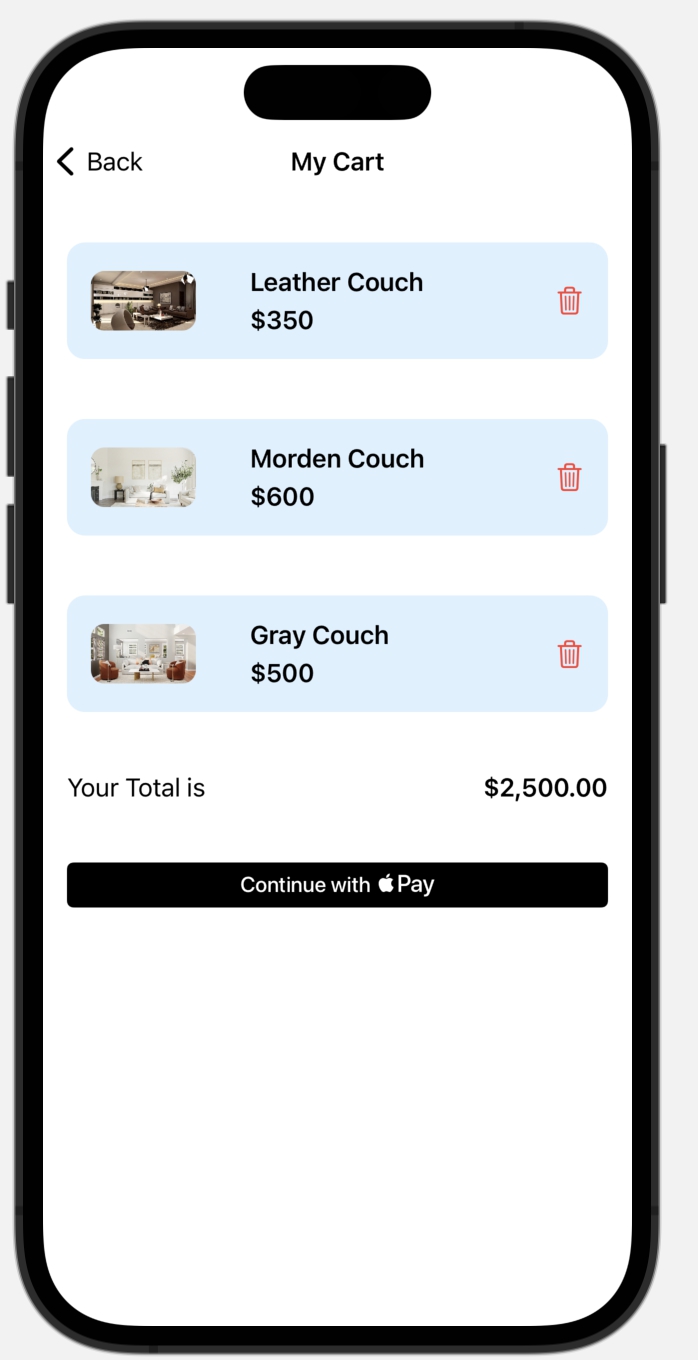 Back
My Cart
Leather Couch
$350
Morden Couch
$600
Gray Couch
$500
Your Total is
$2,500.00
Continue with Pay